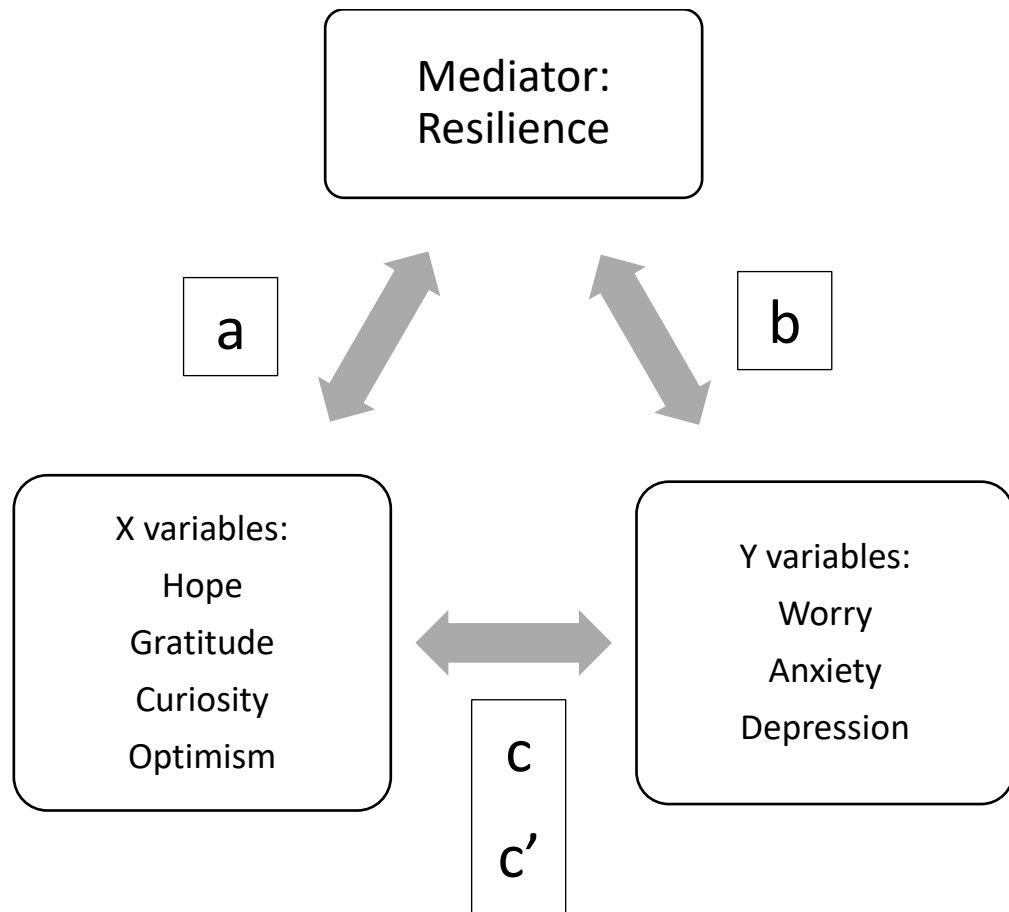 Mediator:
Resilience
a
b
X variables:
Hope
Gratitude
Curiosity
Optimism
Y variables:
Worry
Anxiety
Depression
c
c’